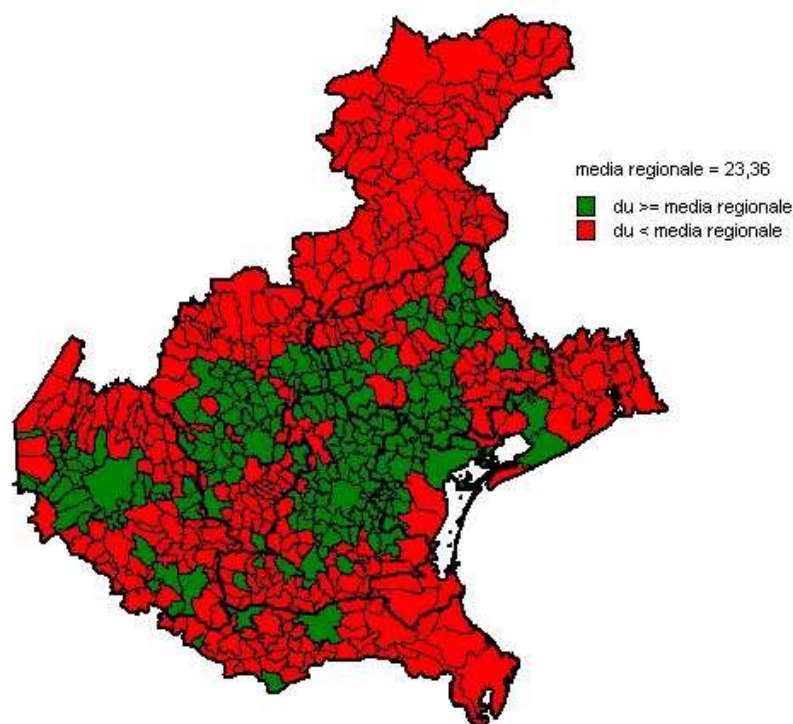 media regionale = 23,36
du >= media regionale
du < media regionale